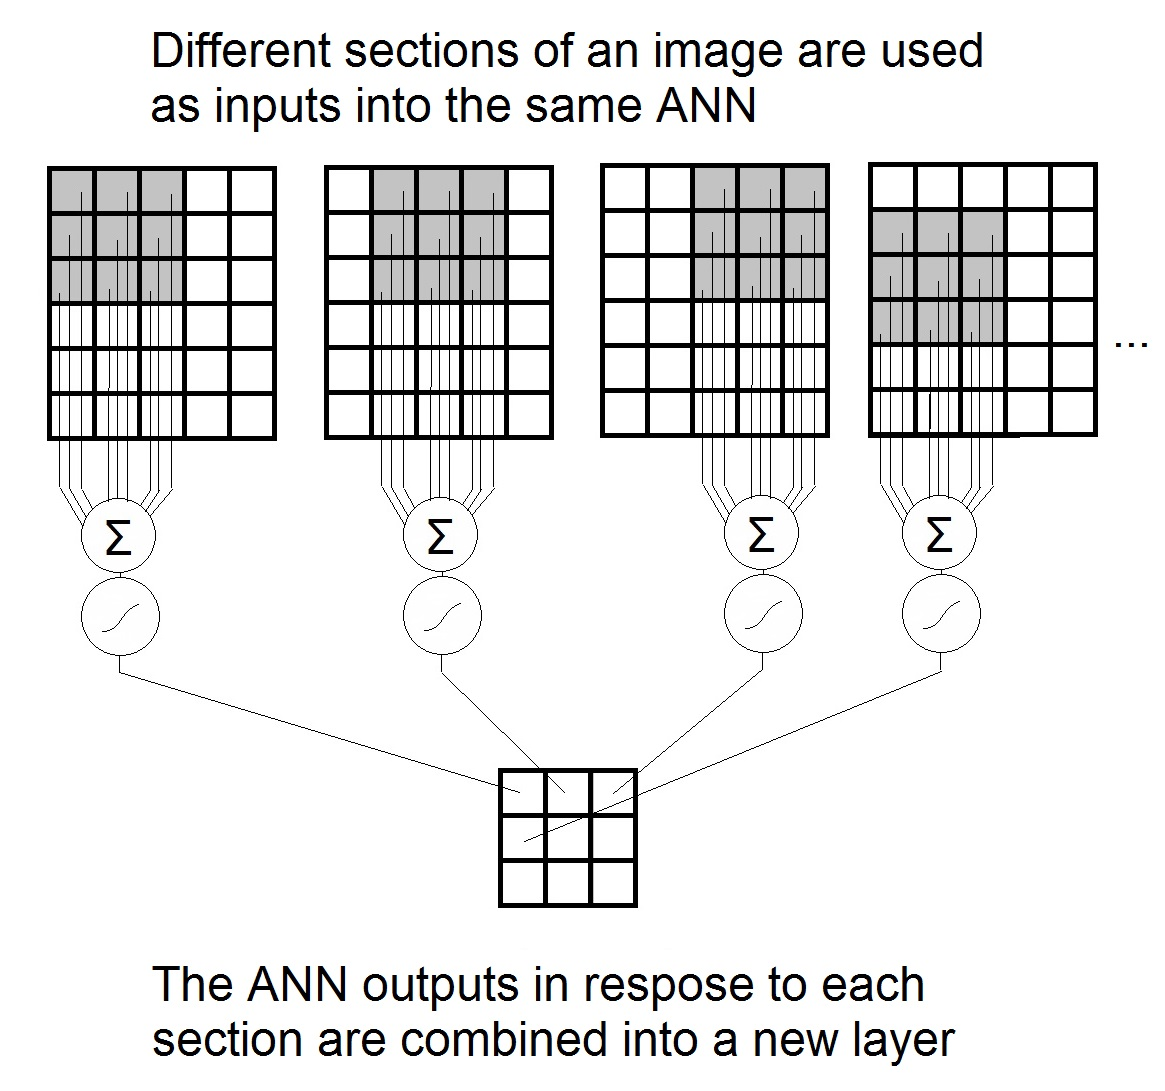 Different sections of an image are used
as inputs into the same ANN
...
Σ Σ Σ Σ
The ANN outputs in respose to each
section are combined into a new layer